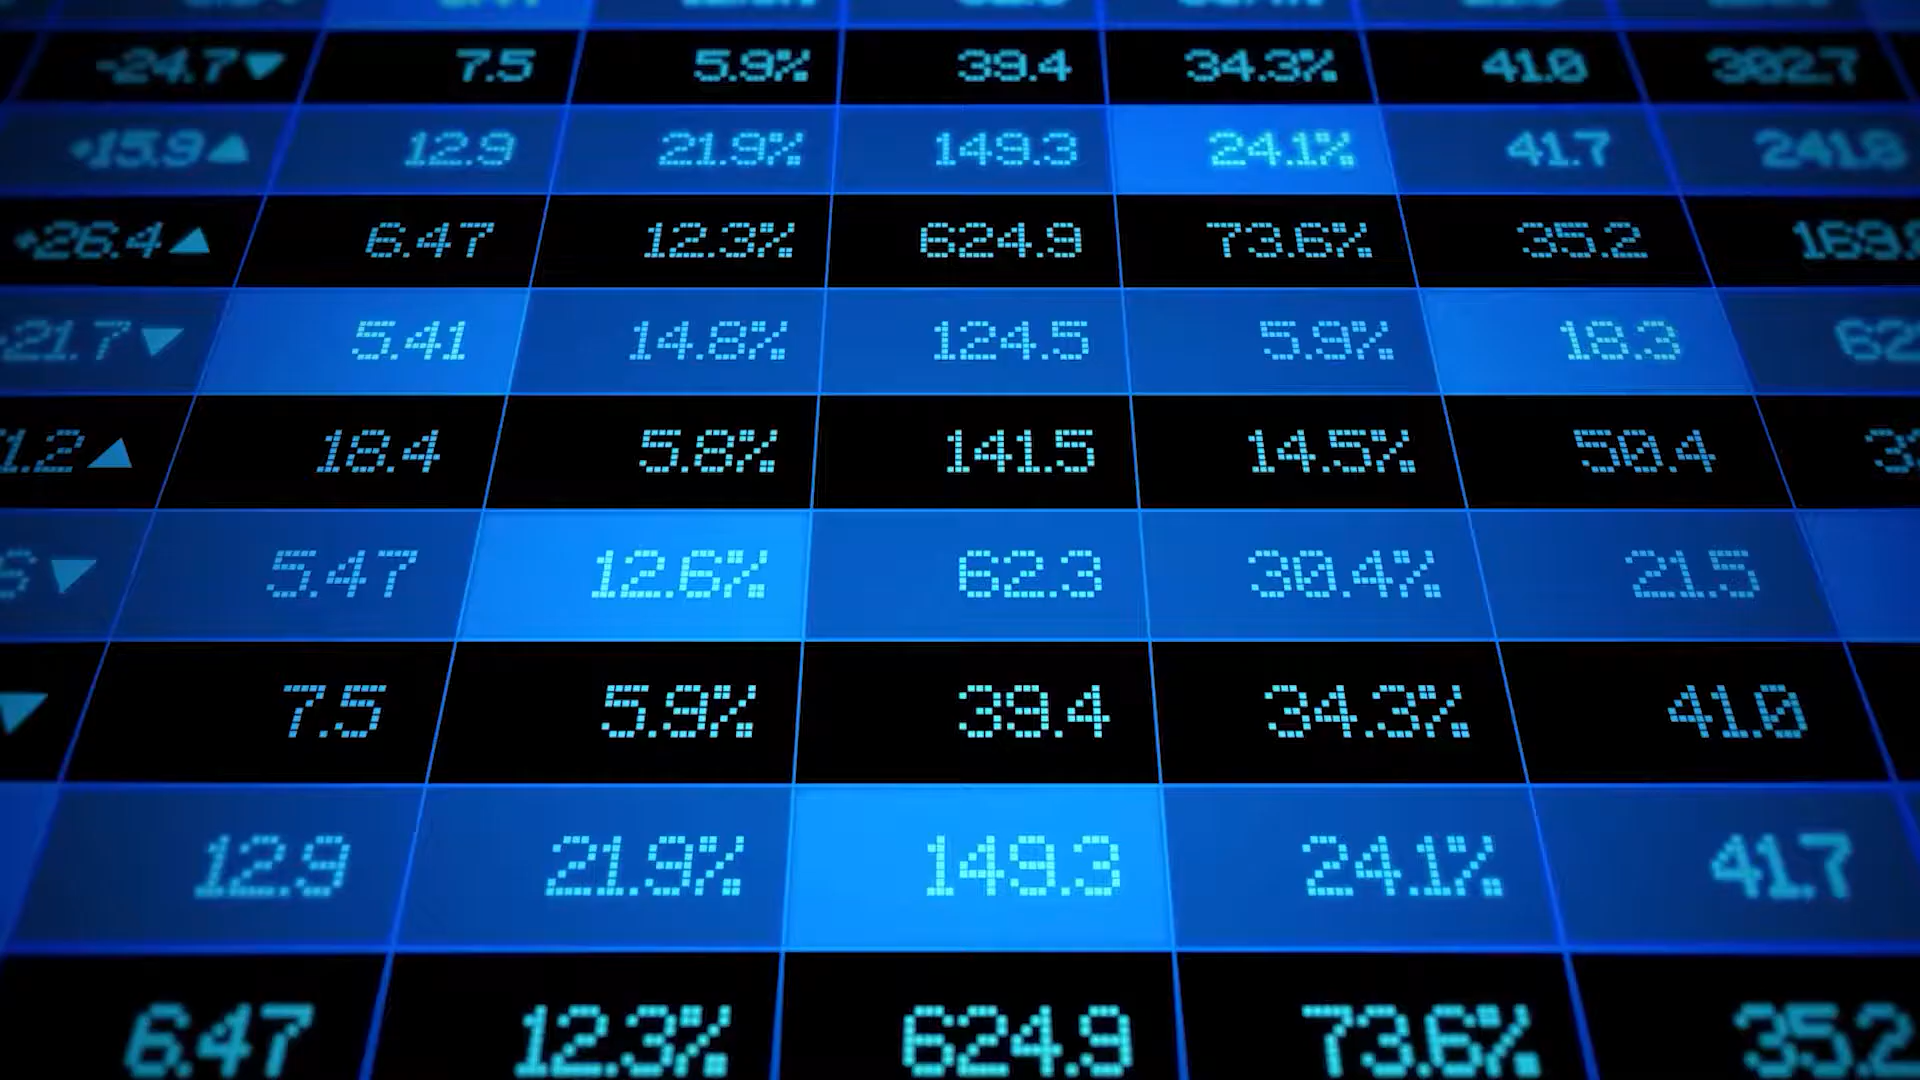 -24.7▼ 7.5 5.9% 39.4 34.3% 41.0 302.7
+15.9▲ 12.9 21.9% 149.3 24.1% 41.7 241.8
+26.4▲ 6.47 12.3% 624.9 73.6% 35.2
-21.7▼ 5.41 14.8% 124.5 5.9% 18.3
1.2▲ 18.4 5.8% 141.5 14.5% 50.4
▼ 5.47 12.6% 62.3 30.4% 21.5
▼ 7.5 5.9% 39.4 34.3% 41.0
12.9 21.9% 149.3 24.1% 41.7
6.47 12.3% 624.9 73.6% 35.2